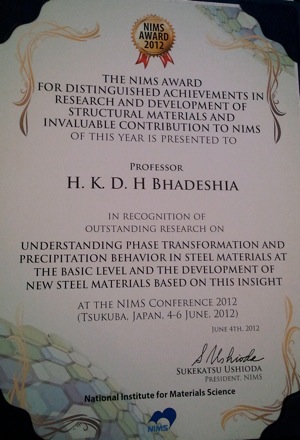 NIMS
AWARD
2012
THE NIMS AWARD
FOR DISTINGUISHED ACHIEVEMENTS IN
RESEARCH AND DEVELOPMENT OF
STRUCTURAL MATERIALS AND
INVALUABLE CONTRIBUTION TO NIMS
OF THIS YEAR IS PRESENTED TO
PROFESSOR
H. K. D. H BHADESHIA
IN RECOGNITION OF
OUTSTANDING RESEARCH ON
UNDERSTANDING PHASE TRANSFORMATION AND
PRECIPITATION BEHAVIOR IN STEEL MATERIALS AT
THE BASIC LEVEL AND THE DEVELOPMENT OF
NEW STEEL MATERIALS BASED ON THIS INSIGHT
AT THE NIMS CONFERENCE 2012
(TSUKUBA, JAPAN, 4-6 JUNE, 2012)
JUNE 4TH, 2012
S. Ushioda
SUKEKATSU USHIODA
PRESIDENT, NIMS
National Institute for Materials Science
NIMS